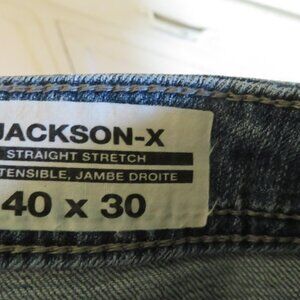 JACKSON-X
STRAIGHT STRETCH
TENSIBLE, JAMBE DROITE
40 x 30